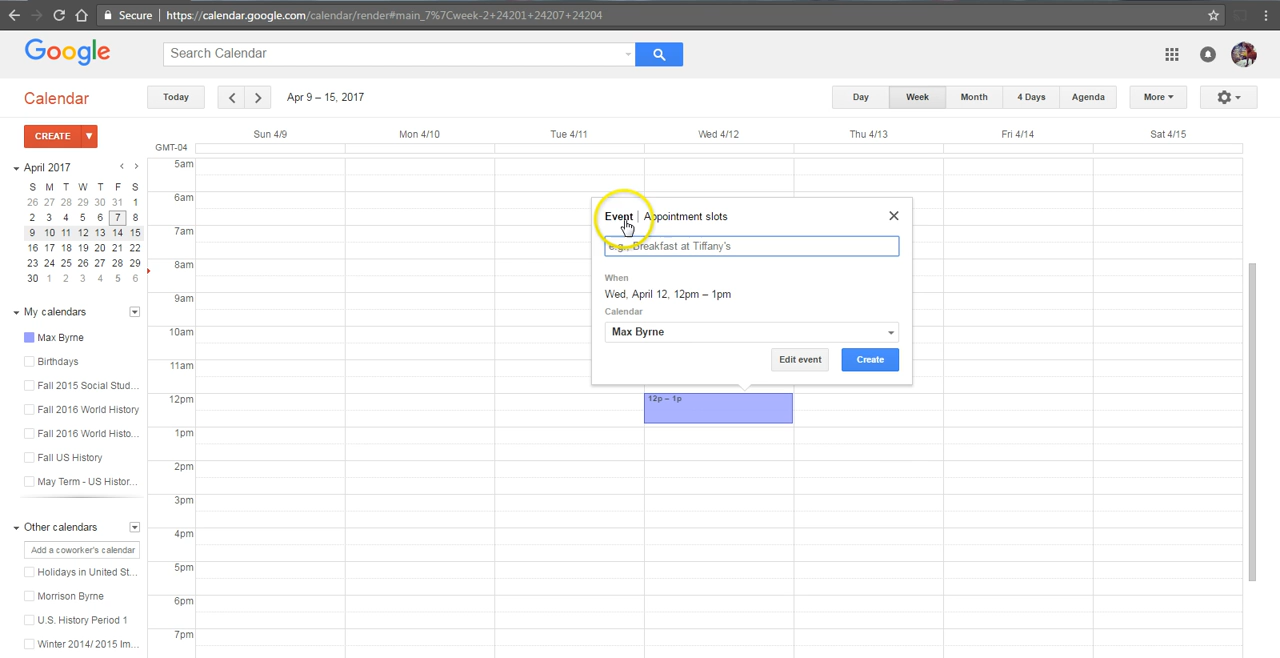 Secure https://calendar.google.com/calendar/render#main_7%7Cweek-2+24201+24207+24204
Google
Search Calendar
Calendar
Today
Apr 9 – 15, 2017
Day Week Month 4 Days Agenda More
CREATE
Sun 4/9 Mon 4/10 Tue 4/11 Wed 4/12 Thu 4/13 Fri 4/14 Sat 4/15
GMT-04
April 2017
S M T W T F S
26 27 28 29 30 31 1
2 3 4 5 6 7 8
9 10 11 12 13 14 15
16 17 18 19 20 21 22
23 24 25 26 27 28 29
30 1 2 3 4 5 6
My calendars
Max Byrne
Birthdays
Fall 2015 Social Stud...
Fall 2016 World History
Fall 2016 World Histo...
Fall US History
May Term - US Histor...
Other calendars
Add a coworker's calendar
Holidays in United St...
Morrison Byrne
U.S. History Period 1
Winter 2014/ 2015 Im...
5am
6am
7am
8am
9am
10am
11am
12pm
1pm
2pm
3pm
4pm
5pm
6pm
7pm
Event | Appointment slots
e.g., Breakfast at Tiffany's
When
Wed, April 12, 12pm – 1pm
Calendar
Max Byrne
Edit event Create
12p – 1p